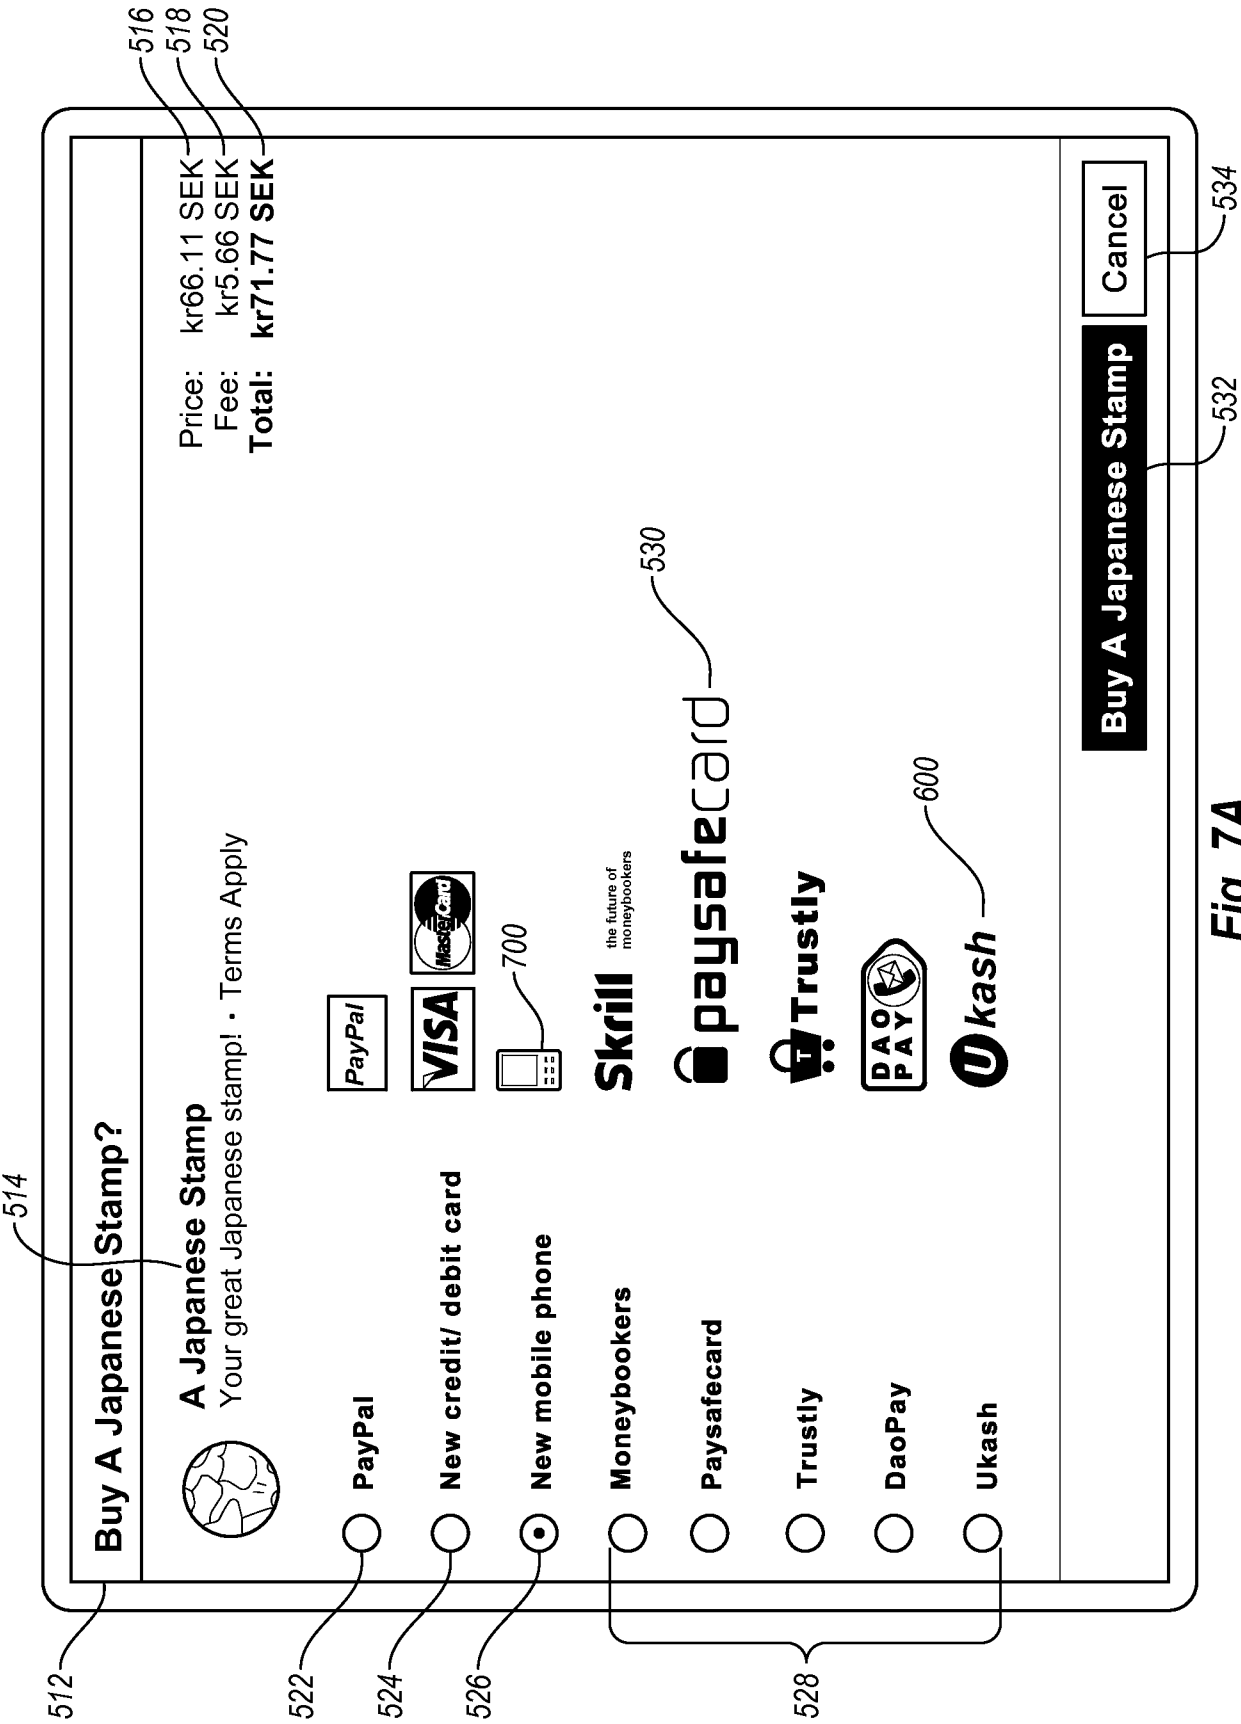 514
516
518
520
512
Buy A Japanese Stamp?
A Japanese Stamp
Your great Japanese stamp! · Terms Apply
Price: kr66.11 SEK
Fee: kr5.66 SEK
Total: kr71.77 SEK
522
PayPal
PayPal
524
New credit/ debit card
VISA
MasterCard
526
New mobile phone
700
528
Moneybookers
Skrill
the future of
moneybookers
Paysafecard
paysafecard
530
Trustly
T
Trustly
DaoPay
DAO
PAY
Ukash
Ukash
600
Buy A Japanese Stamp
Cancel
532
534
Fig. 7A